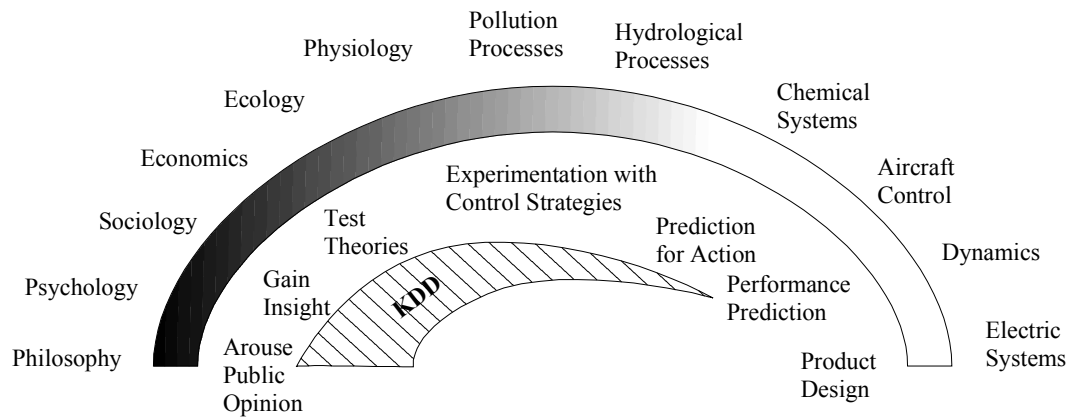 Philosophy
Psychology
Sociology
Economics
Ecology
Physiology
Pollution
Processes
Hydrological
Processes
Chemical
Systems
Aircraft
Control
Dynamics
Electric
Systems
Arouse
Public
Opinion
Gain
Insight
Test
Theories
Experimentation with
Control Strategies
Prediction
for Action
Performance
Prediction
Product
Design
KDD